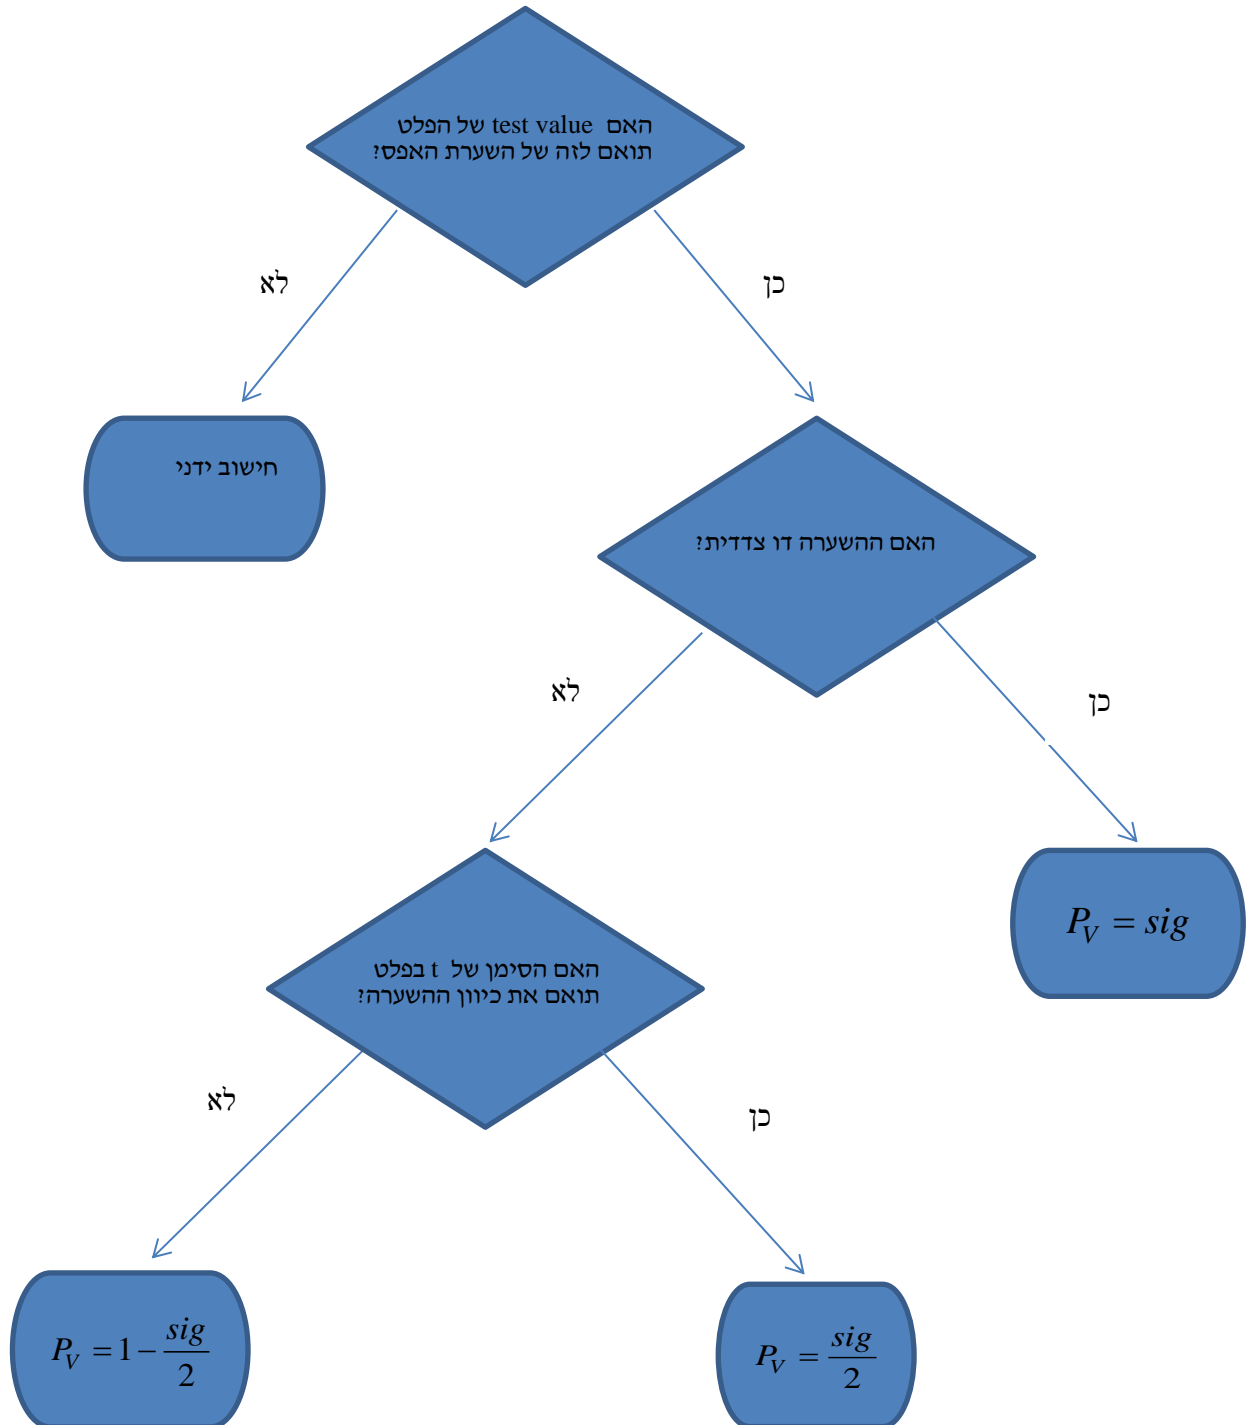 האם test value של הפלט
תואם לזה של השערת האפס?
לא
כן
חישוב ידני
האם ההשערה דו צדדית?
לא
כן
P_V = sig
האם הסימן של t בפלט
תואם את כיוון ההשערה?
לא
כן
P_V = 1 - sig/2
P_V = sig/2